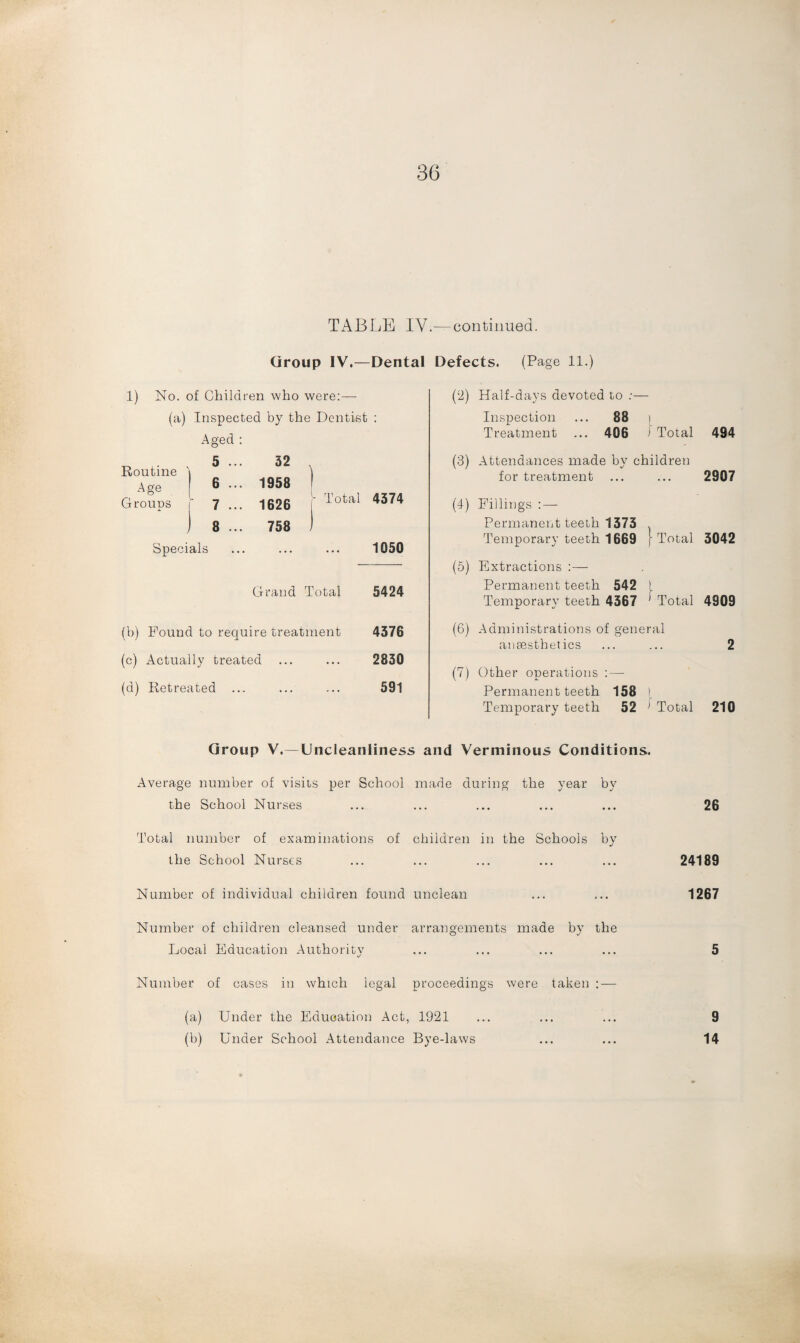 36
TABLE IV.—continued.
Group IV.—Dental Defects. (Page 11.)
1) No. of Children who were:—
(a) Inspected by the Dentist :
Aged :
Routine Age Groups
5 ... 32
6 ... 1958
7 ... 1626
8 ... 758
Total 4374
Specials ... ... ... 1050
Grand Total 5424
(b) Found to require treatment 4376
(c) Actually treated ... ... 2830
(d) Retreated ... ... ... 591
(2) Half-days devoted to :—
Inspection ... 88
Treatment ... 406 } Total 494
(3) Attendances made by children
for treatment ... ... 2907
(4) Fillings :—
Permanent teeth 1373
Temporary teeth 1669 } Total 3042
(5) Extractions :—
Permanent teeth 542
Temporary teeth 4367 } Total 4909
(6) Administrations of general
anæsthetics ... ... 2
(7) Other operations :—
Permanent teeth 158
Temporary teeth 52 } Total 210
Group V.—Uncleanliness and Verminous Conditions.
Average number of visits per School made during the year by
the School Nurses ... ... ... ... ... 26
Total number of examinations of children in the Schools by
the School Nurses ... ... ... ... ... 24189
Number of individual children found unclean ... ... 1267
Number of children cleansed under arrangements made by the
Local Education Authority ... ... ... ... 5
Number of cases in which legal proceedings were taken :—
(a) Under the Education Act, 1921 ... ... ... 9
(b) Under School Attendance Bye-laws ... ... 14